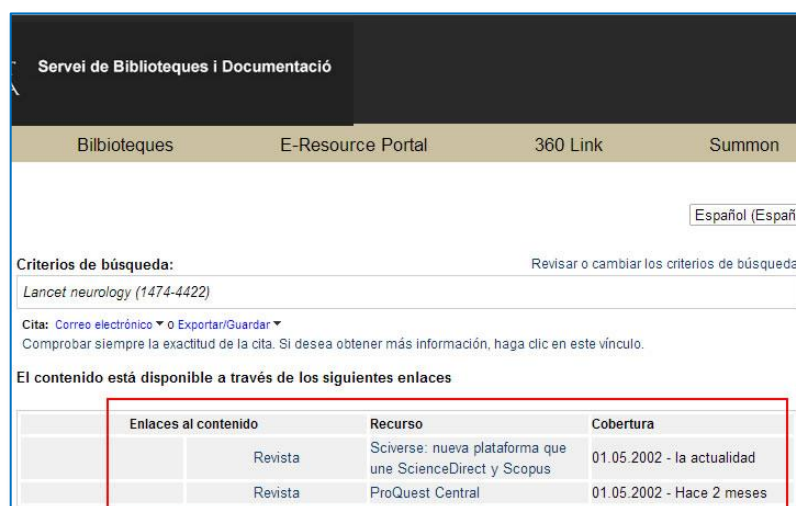 Servei de Biblioteques i Documentació
Bilbioteques E-Resource Portal 360 Link Summon
Español (Españ
Criterios de búsqueda: Revisar o cambiar los criterios de búsqueda
Lancet neurology (1474-4422)
Cita: Correo electrónico o Exportar/Guardar
Comprobar siempre la exactitud de la cita. Si desea obtener más información, haga clic en este vínculo.
El contenido está disponible a través de los siguientes enlaces
Enlaces al contenido Recurso Cobertura
Revista Sciverse: nueva plataforma que une ScienceDirect y Scopus 01.05.2002 - la actualidad
Revista ProQuest Central 01.05.2002 - Hace 2 meses